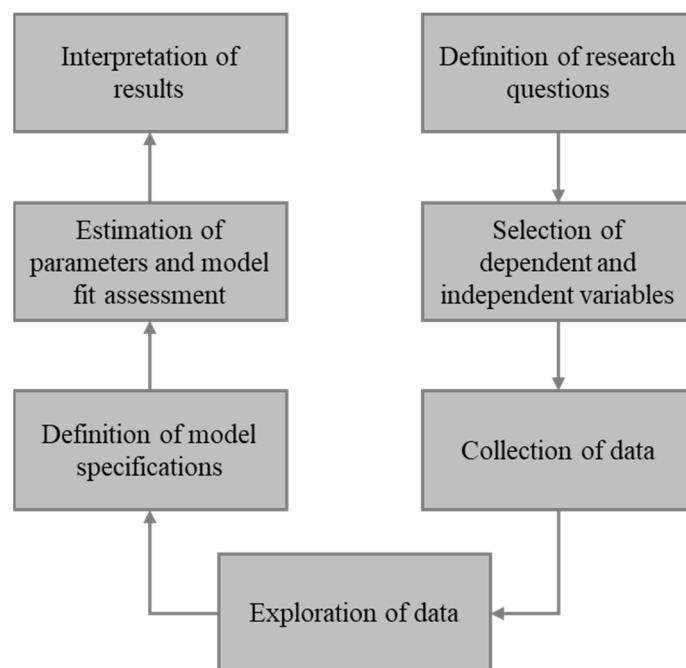 Interpretation of
results
Definition of research
questions
Estimation of
parameters and model
fit assessment
Selection of
dependent and
independent variables
Definition of model
specifications
Collection of data
Exploration of data